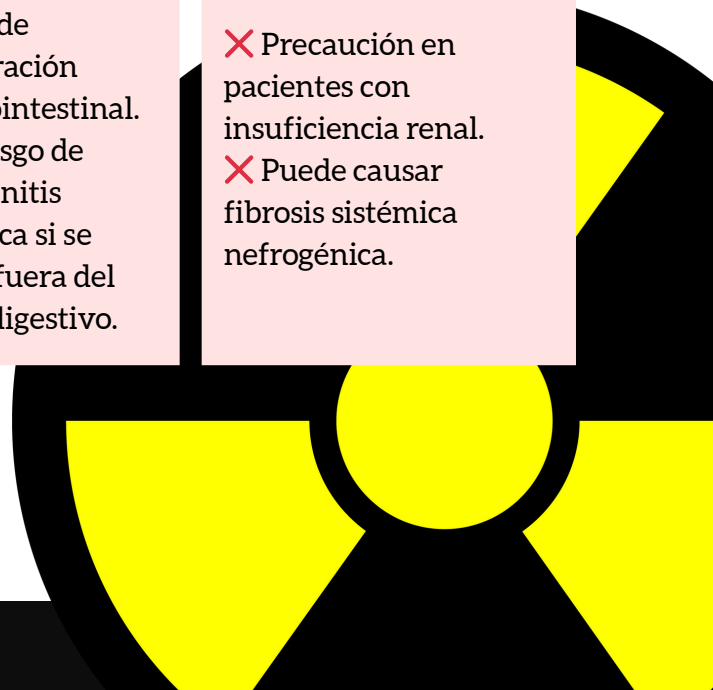 de
ración
ointestinal.
sgo de
nitis
ca si se
fuera del
digestivo.
❌ Precaución en
pacientes con
insuficiencia renal.
❌ Puede causar
fibrosis sistémica
nefrogénica.